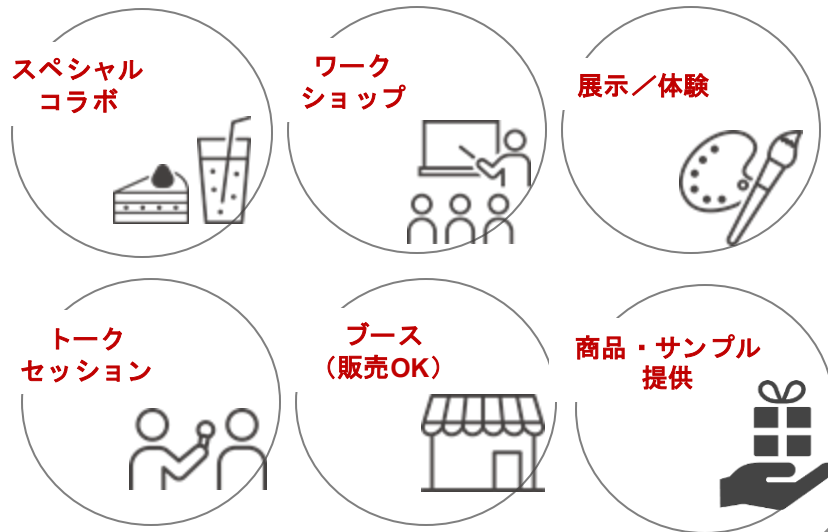 スペシャル
コラボ
ワーク
ショップ
展示／体験
トーク
セッション
ブース
（販売OK）
商品・サンプル
提供